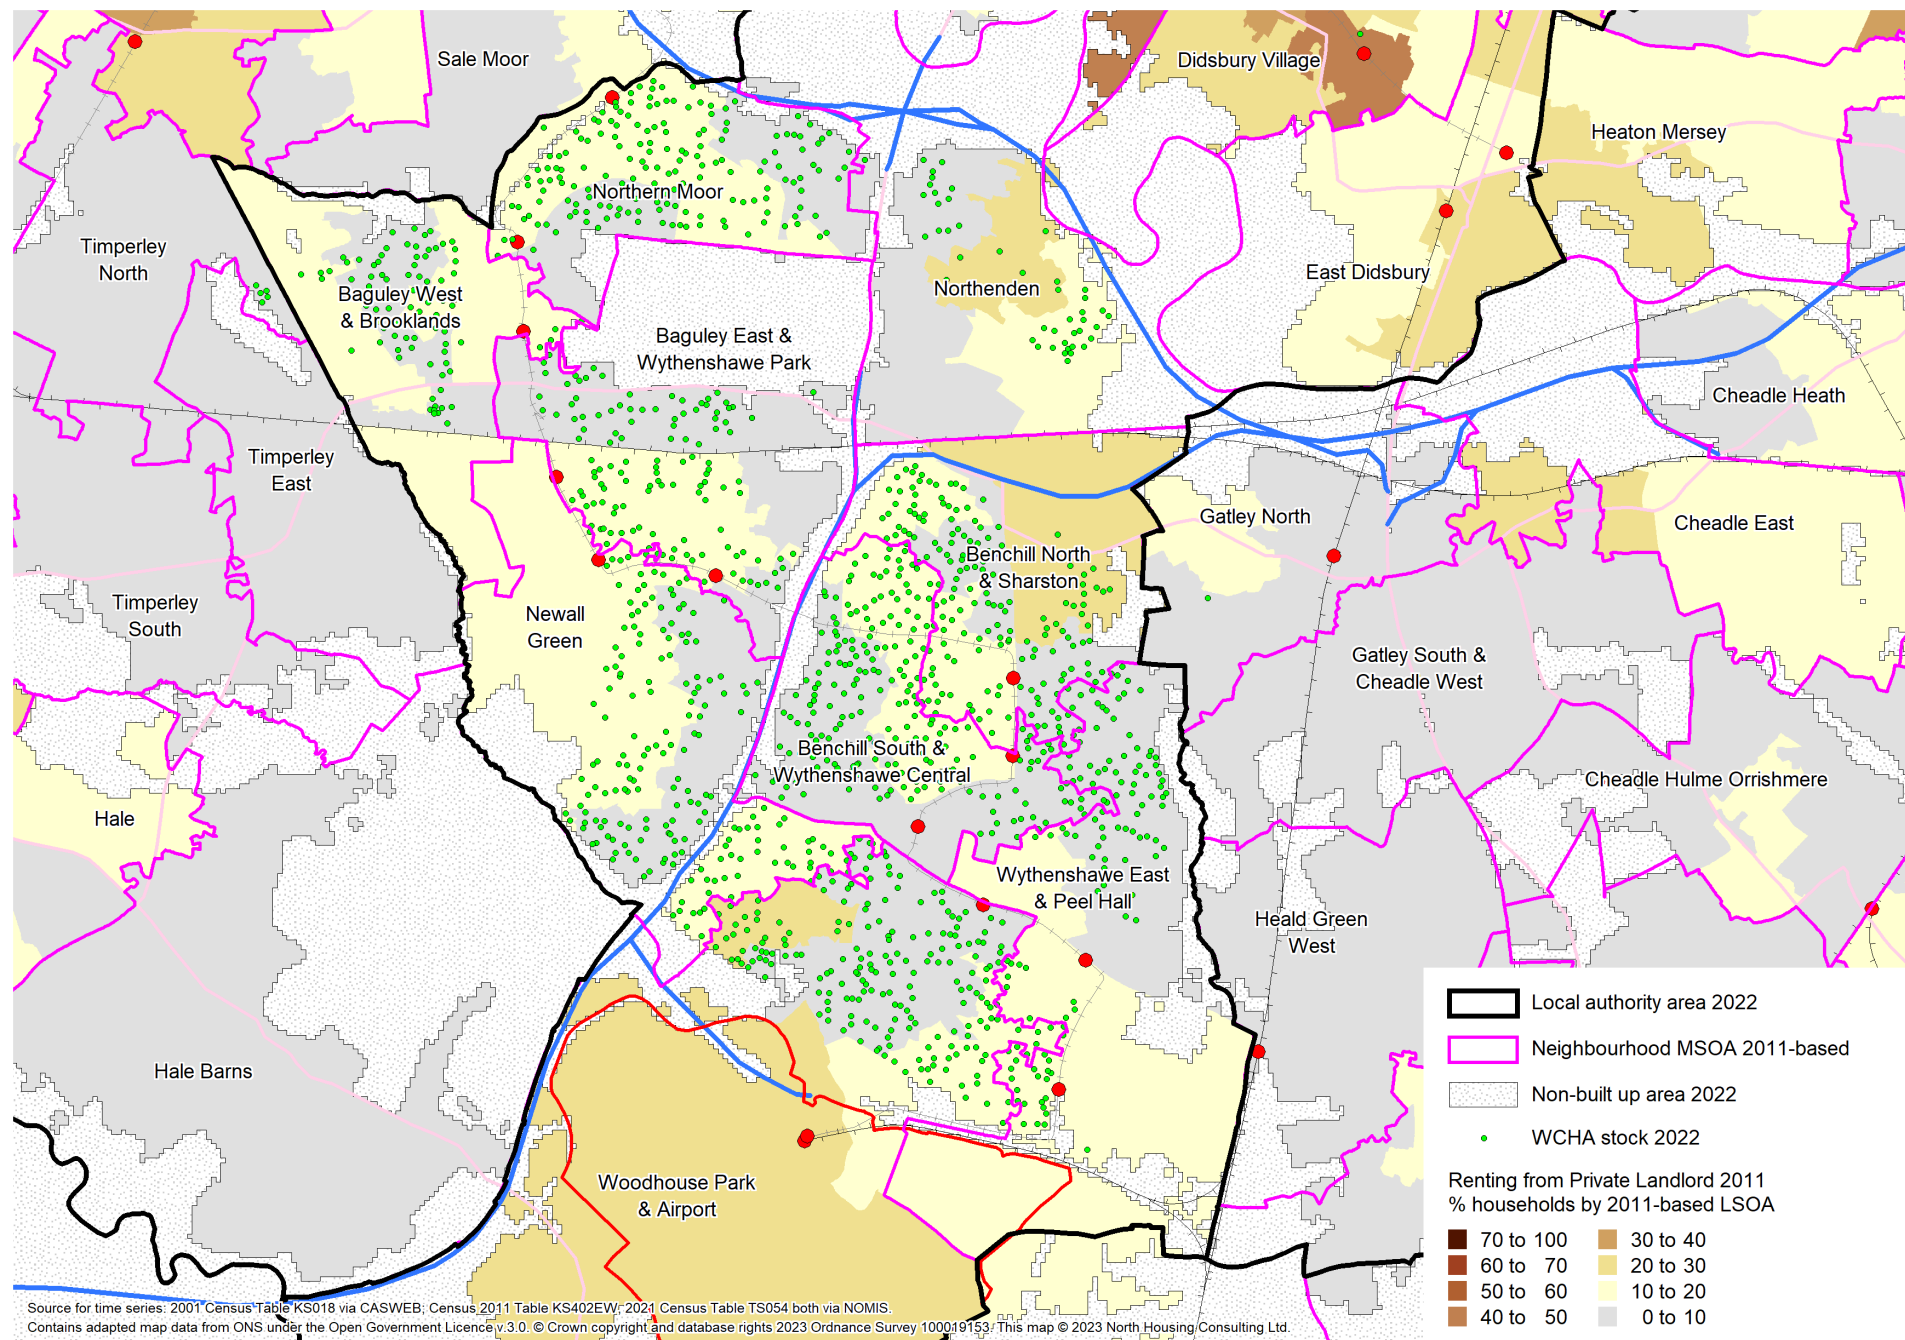 Sale Moor
Didsbury Village
Heaton Mersey
Northern Moor
Timperley
North
Baguley West
& Brooklands
Northenden
East Didsbury
Baguley East &
Wythenshawe Park
Cheadle Heath
Timperley
East
Gatley North
Cheadle East
Benchill North
& Sharston
Timperley
South
Newall
Green
Gatley South &
Cheadle West
Benchill South &
Wythenshawe Central
Cheadle Hulme Orrishmere
Hale
Wythenshawe East
& Peel Hall
Heald Green
West
Hale Barns
Woodhouse Park
& Airport
Local authority area 2022
Neighbourhood MSOA 2011-based
Non-built up area 2022
WCHA stock 2022
Renting from Private Landlord 2011
% households by 2011-based LSOA
70 to 100
60 to 70
50 to 60
40 to 50
30 to 40
20 to 30
10 to 20
0 to 10
Source for time series: 2001 Census Table KS018 via CASWEB; Census 2011 Table KS402EW; 2021 Census Table TS054 both via NOMIS.
Contains adapted map data from ONS under the Open Government Licence v.3.0. © Crown copyright and database rights 2023 Ordnance Survey 100019153. This map © 2023 North Housing Consulting Ltd.